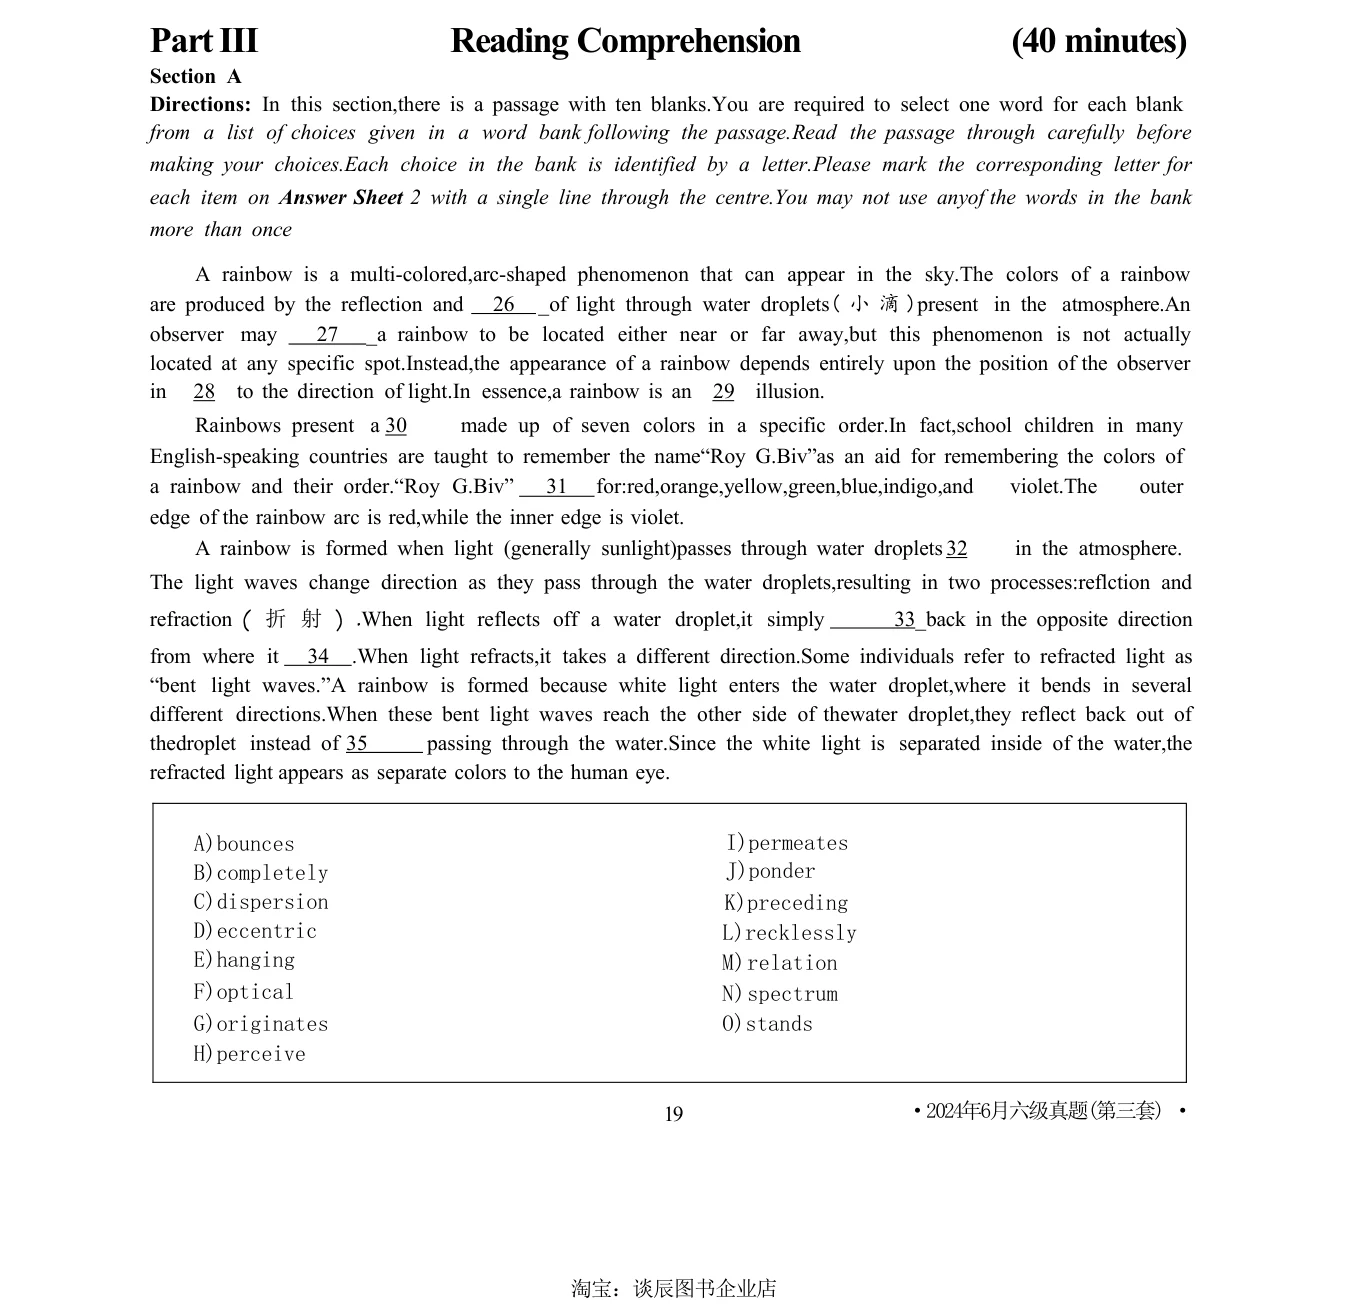 Part III Reading Comprehension (40 minutes)
Section A
Directions: In this section,there is a passage with ten blanks.You are required to select one word for each blank
from a list of choices given in a word bank following the passage.Read the passage through carefully before
making your choices.Each choice in the bank is identified by a letter.Please mark the corresponding letter for
each item on Answer Sheet 2 with a single line through the centre.You may not use anyof the words in the bank
more than once
A rainbow is a multi-colored,arc-shaped phenomenon that can appear in the sky.The colors of a rainbow
are produced by the reflection and __26___of light through water droplets(小滴)present in the atmosphere.An
observer may __27___a rainbow to be located either near or far away,but this phenomenon is not actually
located at any specific spot.Instead,the appearance of a rainbow depends entirely upon the position of the observer
in 28 to the direction of light.In essence,a rainbow is an 29 illusion.
Rainbows present a 30 made up of seven colors in a specific order.In fact,school children in many
English-speaking countries are taught to remember the name“Roy G.Biv”as an aid for remembering the colors of
a rainbow and their order.“Roy G.Biv” __31__ for:red,orange,yellow,green,blue,indigo,and violet.The outer
edge of the rainbow arc is red,while the inner edge is violet.
A rainbow is formed when light (generally sunlight)passes through water droplets 32 in the atmosphere.
The light waves change direction as they pass through the water droplets,resulting in two processes:reflction and
refraction (折射).When light reflects off a water droplet,it simply _____33_back in the opposite direction
from where it __34__.When light refracts,it takes a different direction.Some individuals refer to refracted light as
“bent light waves.”A rainbow is formed because white light enters the water droplet,where it bends in several
different directions.When these bent light waves reach the other side of thewater droplet,they reflect back out of
thedroplet instead of 35____ passing through the water.Since the white light is separated inside of the water,the
refracted light appears as separate colors to the human eye.
A)bounces
B)completely
C)dispersion
D)eccentric
E)hanging
F)optical
G)originates
H)perceive
I)permeates
J)ponder
K)preceding
L)recklessly
M)relation
N)spectrum
O)stands
19
•2024年6月六级真题(第三套) •
淘宝：谈辰图书企业店